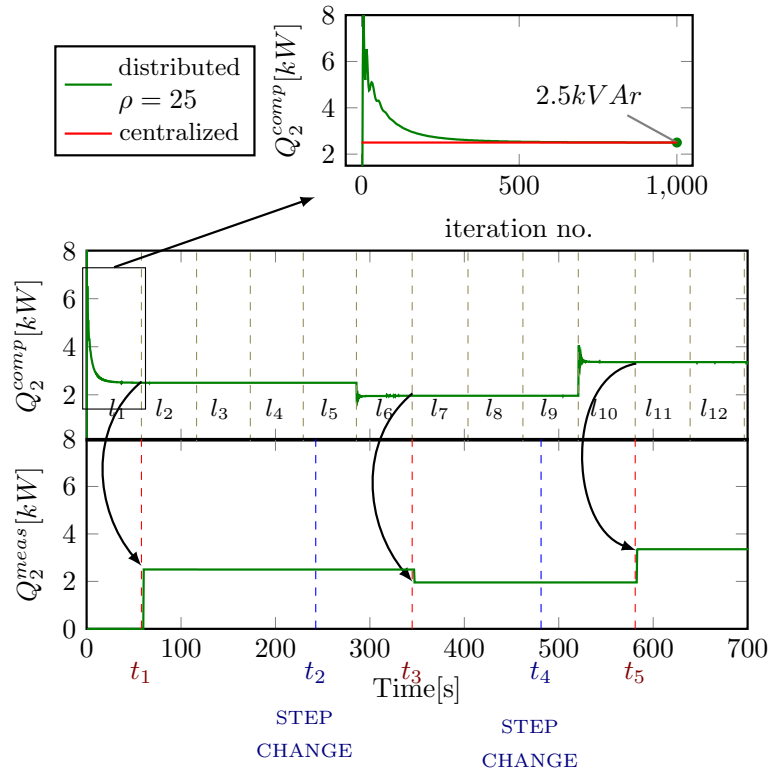 distributed
ρ = 25
centralized
Q_2^{comp}[kW]
8
6
4
2
2.5kVAr
0 500 1,000
iteration no.
Q_2^{comp}[kW]
8
6
4
2
l_1 l_2 l_3 l_4 l_5 l_6 l_7 l_8 l_9 l_10 l_11 l_12
Q_2^{meas}[kW]
8
6
4
2
0
0 100 200 300 400 500 600 700
t_1 t_2 t_3 t_4 t_5
Time[s]
STEP
CHANGE
STEP
CHANGE